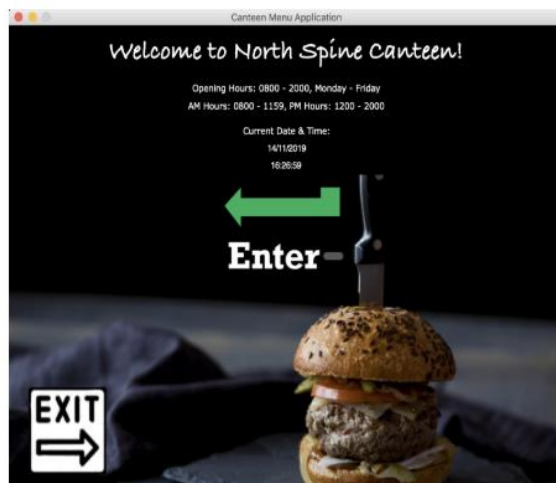 Canteen Menu Application
Welcome to North Spine Canteen!
Opening Hours: 0800 - 2000, Monday - Friday
AM Hours: 0800 - 1159, PM Hours: 1200 - 2000
Current Date & Time:
14/11/2019
16:26:59
Enter
EXIT